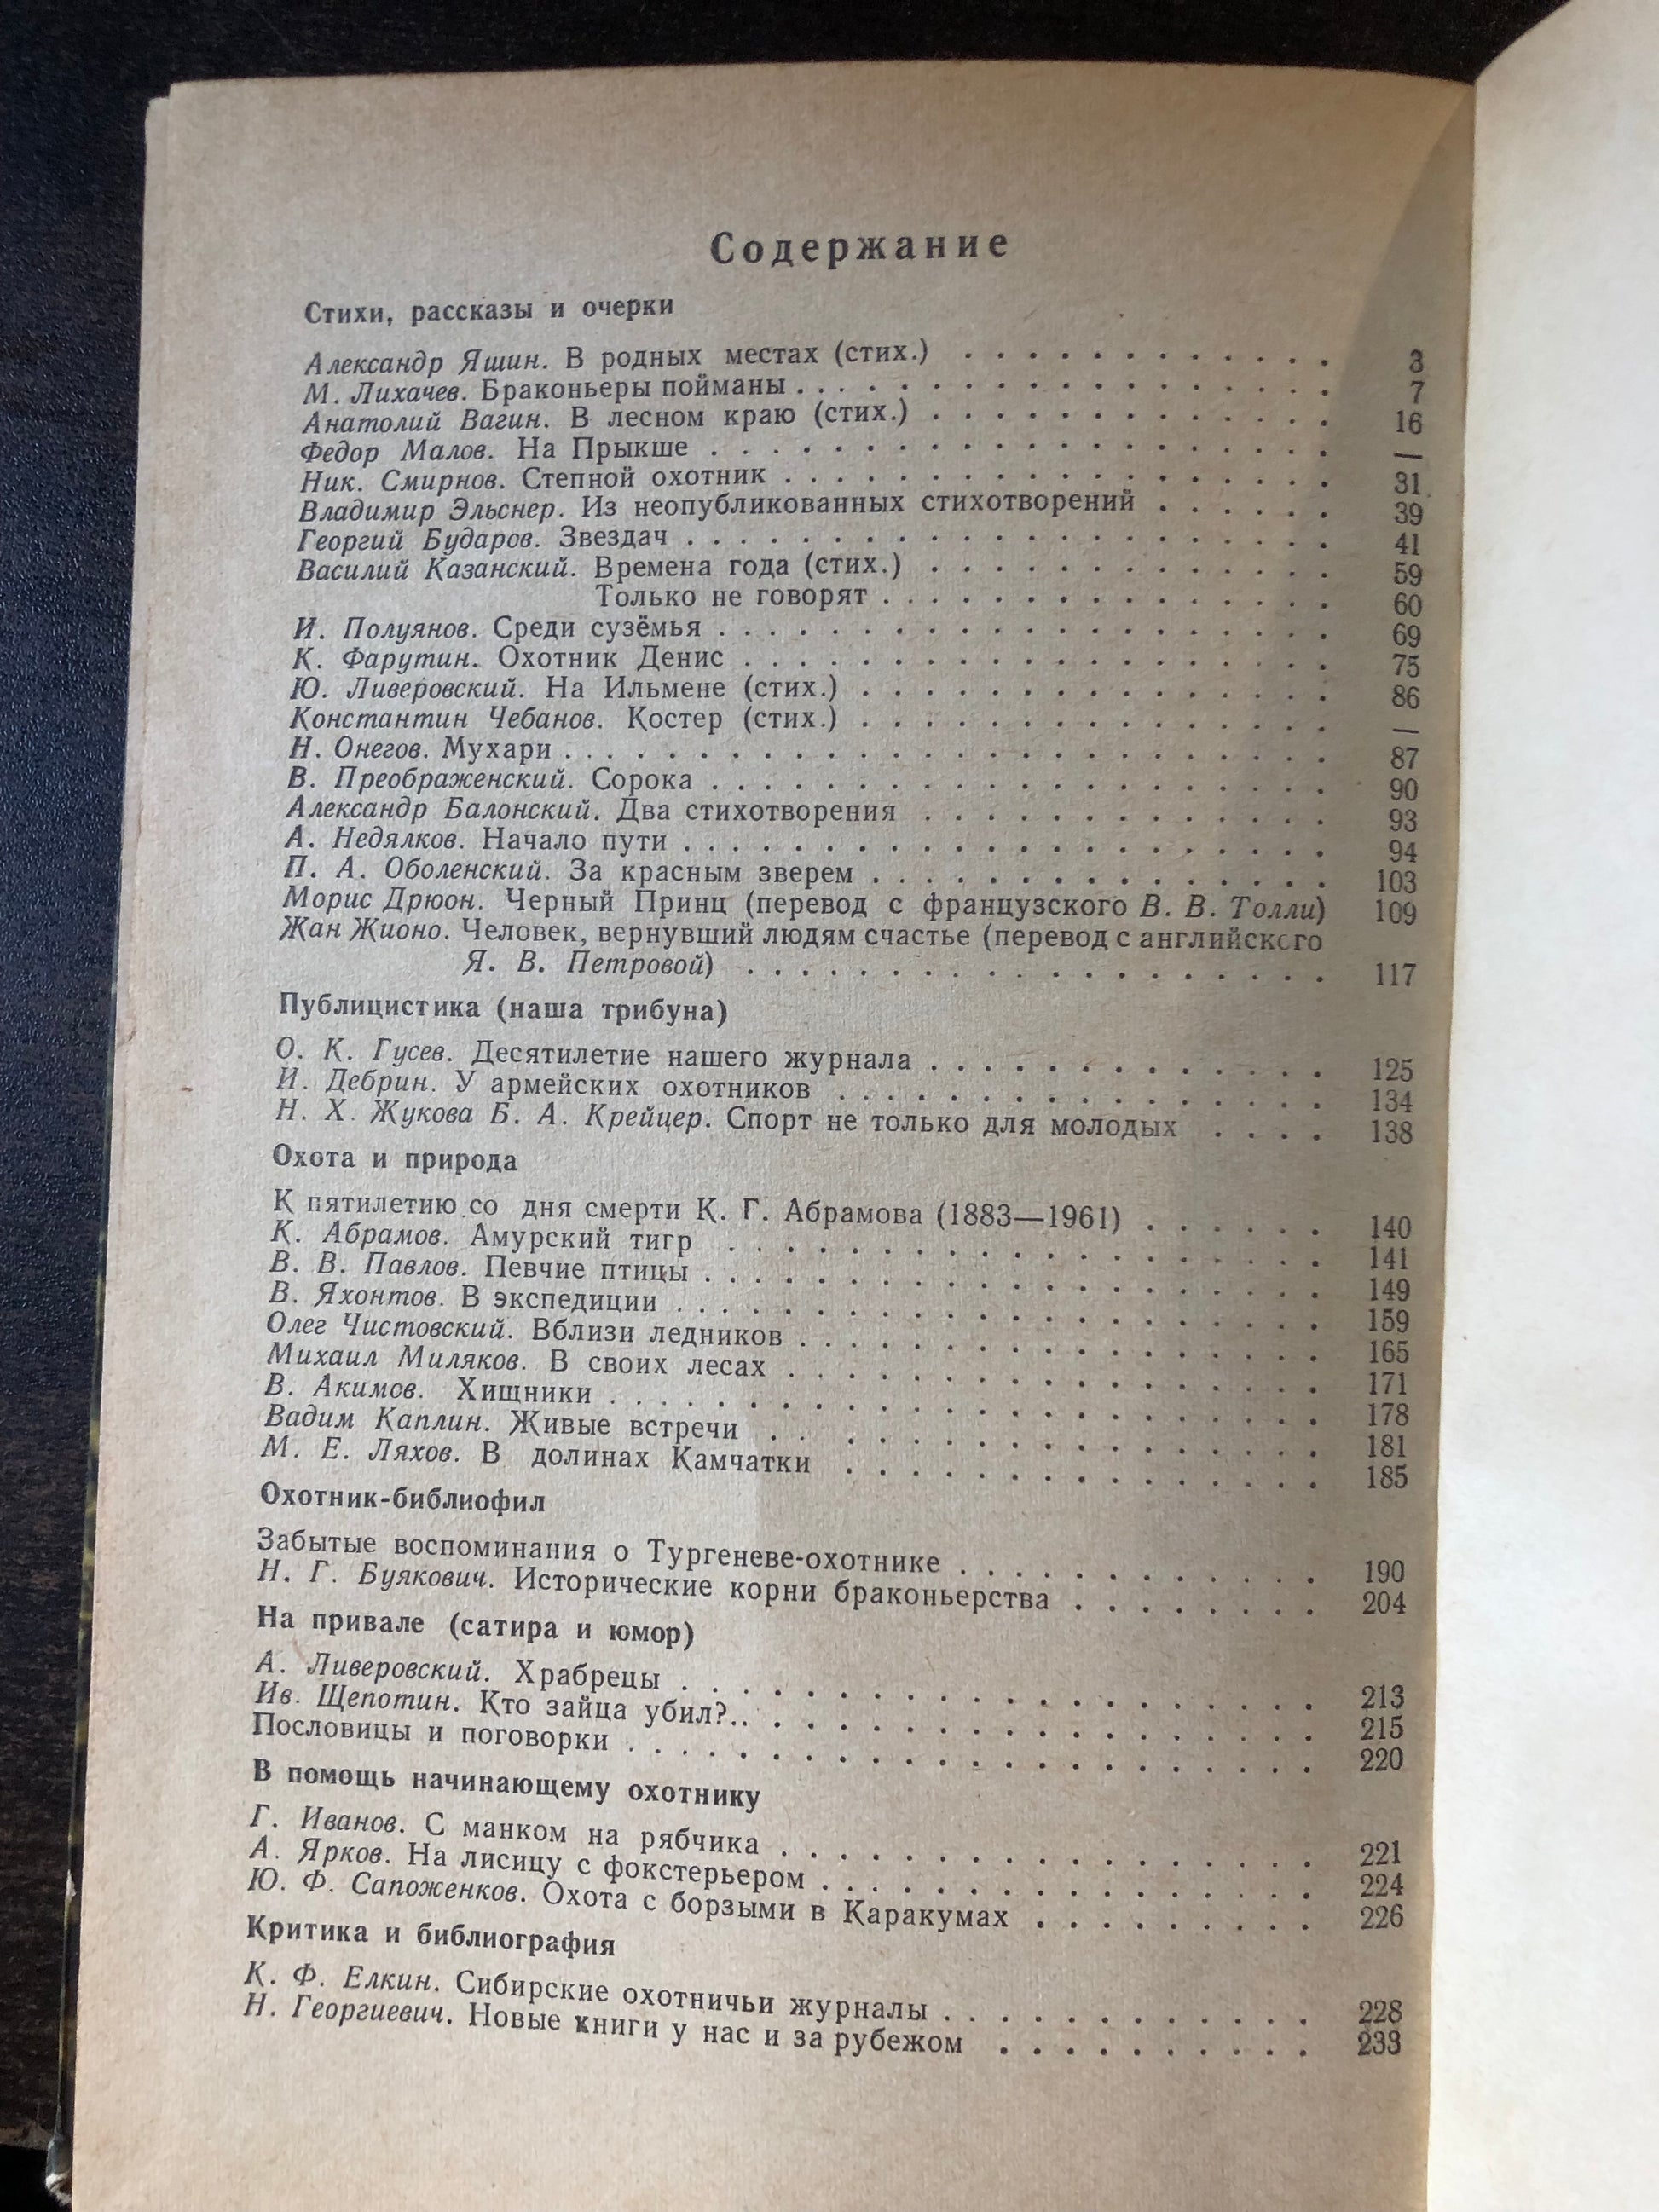 Содержание
Стихи, рассказы и очерки
Александр Яшин. В родных местах (стих.) . . . . . . . . . . . . . 3
М. Лихачев. Браконьеры пойманы . . . . . . . . . . . . . . . . 7
Анатолий Вагин. В лесном краю (стих.) . . . . . . . . . . . . . 16
Федор Малов. На Прыкше . . . . . . . . . . . . . . . . . —
Ник. Смирнов. Степной охотник . . . . . . . . . . . . . . . 31
Владимир Эльснер. Из неопубликованных стихотворений . . . . . . 39
Георгий Бударов. Звездач . . . . . . . . . . . . . . . . . . 41
Василий Казанский. Времена года (стих.) . . . . . . . . . . . . 59
Только не говорят . . . . . . . . . . . . . 60
И. Полуянов. Среди сузёмья . . . . . . . . . . . . . . . . . 69
К. Фарутин. Охотник Денис . . . . . . . . . . . . . . . . 75
Ю. Ливеровский. На Ильмене (стих.) . . . . . . . . . . . . . 86
Константин Чебанов. Костер (стих.) . . . . . . . . . . . . . —
Н. Онегов. Мухари . . . . . . . . . . . . . . . . . . . . 87
В. Преображенский. Сорока . . . . . . . . . . . . . . . . . 90
Александр Балонский. Два стихотворения . . . . . . . . . . . 93
А. Недялков. Начало пути . . . . . . . . . . . . . . . . . . 94
П. А. Оболенский. За красным зверем . . . . . . . . . . . . . 103
Морис Дрюон. Черный Принц (перевод с французского В. В. Толли) 109
Жан Жионо. Человек, вернувший людям счастье (перевод с английского
Я. В. Петровой) . . . . . . . . . . . . . . . . 117
Публицистика (наша трибуна)
О. К. Гусев. Десятилетие нашего журнала . . . . . . . . . . . 125
И. Дебрин. У армейских охотников . . . . . . . . . . . . . . 134
Н. Х. Жукова Б. А. Крейцер. Спорт не только для молодых . . . . 138
Охота и природа
К пятилетию со дня смерти К. Г. Абрамова (1883—1961) . . . . . . 140
К. Абрамов. Амурский тигр . . . . . . . . . . . . . . . . 141
В. В. Павлов. Певчие птицы . . . . . . . . . . . . . . . . . 149
В. Яхонтов. В экспедиции . . . . . . . . . . . . . . . . . . 159
Олег Чистовский. Вблизи ледников . . . . . . . . . . . . . . 165
Михаил Миляков. В своих лесах . . . . . . . . . . . . . . . 171
В. Акимов. Хищники . . . . . . . . . . . . . . . . . . . 178
Вадим Каплин. Живые встречи . . . . . . . . . . . . . . . 181
М. Е. Ляхов. В долинах Камчатки . . . . . . . . . . . . . 185
Охотник-библиофил
Забытые воспоминания о Тургеневе-охотнике . . . . . . . . . . 190
Н. Г. Буякович. Исторические корни браконьерства . . . . . . . . 204
На привале (сатира и юмор)
А. Ливеровский. Храбрецы . . . . . . . . . . . . . . . . . 213
Ив. Щепотин. Кто зайца убил?.. . . . . . . . . . . . . . . . 215
Пословицы и поговорки . . . . . . . . . . . . . . . . . . . 220
В помощь начинающему охотнику
Г. Иванов. С манком на рябчика . . . . . . . . . . . . . . . 221
А. Ярков. На лисицу с фокстерьером . . . . . . . . . . . . . . 224
Ю. Ф. Сапоженков. Охота с борзыми в Каракумах . . . . . . . . 226
Критика и библиография
К. Ф. Елкин. Сибирские охотничьи журналы . . . . . . . . . . . 228
Н. Георгиевич. Новые книги у нас и за рубежом . . . . . . . . . 233